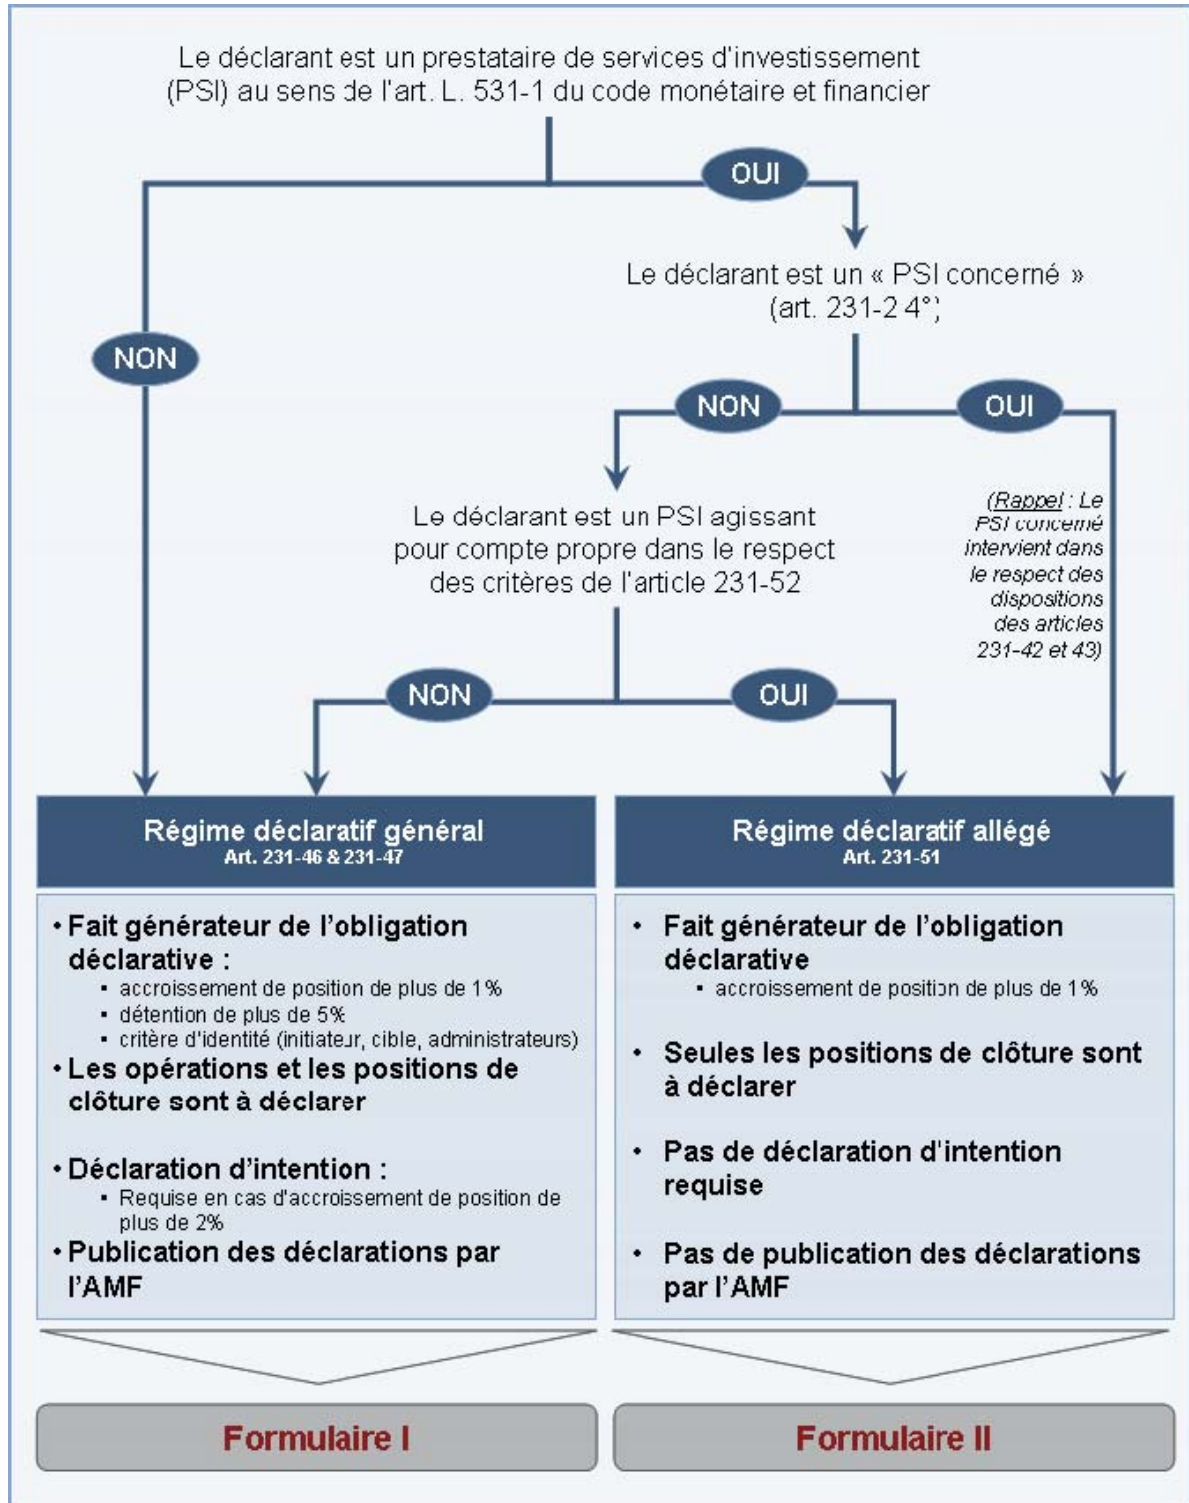 Le déclarant est un prestataire de services d'investissement
(PSI) au sens de l'art. L. 531-1 du code monétaire et financier
OUI
Le déclarant est un « PSI concerné »
(art. 231-2 4°)
NON
NON
OUI
Le déclarant est un PSI agissant
pour compte propre dans le respect
des critères de l'article 231-52
(Rappel : Le
PSI concerné
intervient dans
le respect des
dispositions
des articles
231-42 et 43)
NON
OUI
Régime déclaratif général
Art. 231-46 & 231-47
• Fait générateur de l'obligation
déclarative :
▪ accroissement de position de plus de 1%
▪ détention de plus de 5%
▪ critère d'identité (initiateur, cible, administrateurs)
• Les opérations et les positions de
clôture sont à déclarer
• Déclaration d'intention :
▪ Requise en cas d'accroissement de position de
plus de 2%
• Publication des déclarations par
l'AMF
Formulaire I
Régime déclaratif allégé
Art. 231-51
• Fait générateur de l'obligation
déclarative
▪ accroissement de position de plus de 1%
• Seules les positions de clôture sont
à déclarer
• Pas de déclaration d'intention
requise
• Pas de publication des déclarations
par l'AMF
Formulaire II